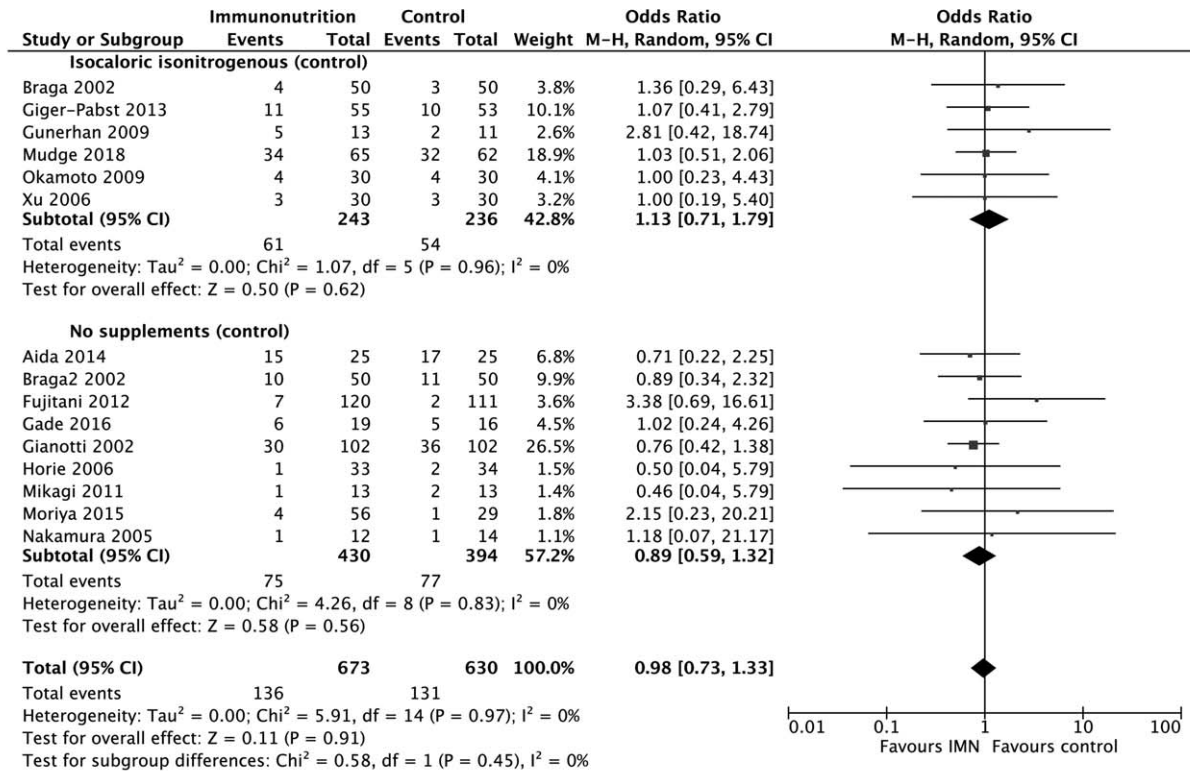 Immunonutrition Control Odds Ratio Odds Ratio
Study or Subgroup Events Total Events Total Weight M-H, Random, 95% CI M-H, Random, 95% CI
Isocaloric isonitrogenous (control)
Braga 2002 4 50 3 50 3.8% 1.36 [0.29, 6.43]
Giger-Pabst 2013 11 55 10 53 10.1% 1.07 [0.41, 2.79]
Gunerhan 2009 5 13 2 11 2.6% 2.81 [0.42, 18.74]
Mudge 2018 34 65 32 62 18.9% 1.03 [0.51, 2.06]
Okamoto 2009 4 30 4 30 4.1% 1.00 [0.23, 4.43]
Xu 2006 3 30 3 30 3.2% 1.00 [0.19, 5.40]
Subtotal (95% CI) 243 236 42.8% 1.13 [0.71, 1.79]
Total events 61 54
Heterogeneity: Tau² = 0.00; Chi² = 1.07, df = 5 (P = 0.96); I² = 0%
Test for overall effect: Z = 0.50 (P = 0.62)
No supplements (control)
Aida 2014 15 25 17 25 6.8% 0.71 [0.22, 2.25]
Braga2 2002 10 50 11 50 9.9% 0.89 [0.34, 2.32]
Fujitani 2012 7 120 2 111 3.6% 3.38 [0.69, 16.61]
Gade 2016 6 19 5 16 4.5% 1.02 [0.24, 4.26]
Gianotti 2002 30 102 36 102 26.5% 0.76 [0.42, 1.38]
Horie 2006 1 33 2 34 1.5% 0.50 [0.04, 5.79]
Mikagi 2011 1 13 2 13 1.4% 0.46 [0.04, 5.79]
Moriya 2015 4 56 1 29 1.8% 2.15 [0.23, 20.21]
Nakamura 2005 1 12 1 14 1.1% 1.18 [0.07, 21.17]
Subtotal (95% CI) 430 394 57.2% 0.89 [0.59, 1.32]
Total events 75 77
Heterogeneity: Tau² = 0.00; Chi² = 4.26, df = 8 (P = 0.83); I² = 0%
Test for overall effect: Z = 0.58 (P = 0.56)
Total (95% CI) 673 630 100.0% 0.98 [0.73, 1.33]
Total events 136 131
Heterogeneity: Tau² = 0.00; Chi² = 5.91, df = 14 (P = 0.97); I² = 0%
Test for overall effect: Z = 0.11 (P = 0.91)
Test for subgroup differences: Chi² = 0.58, df = 1 (P = 0.45), I² = 0%
0.01 0.1 1 10 100
Favours IMN Favours control